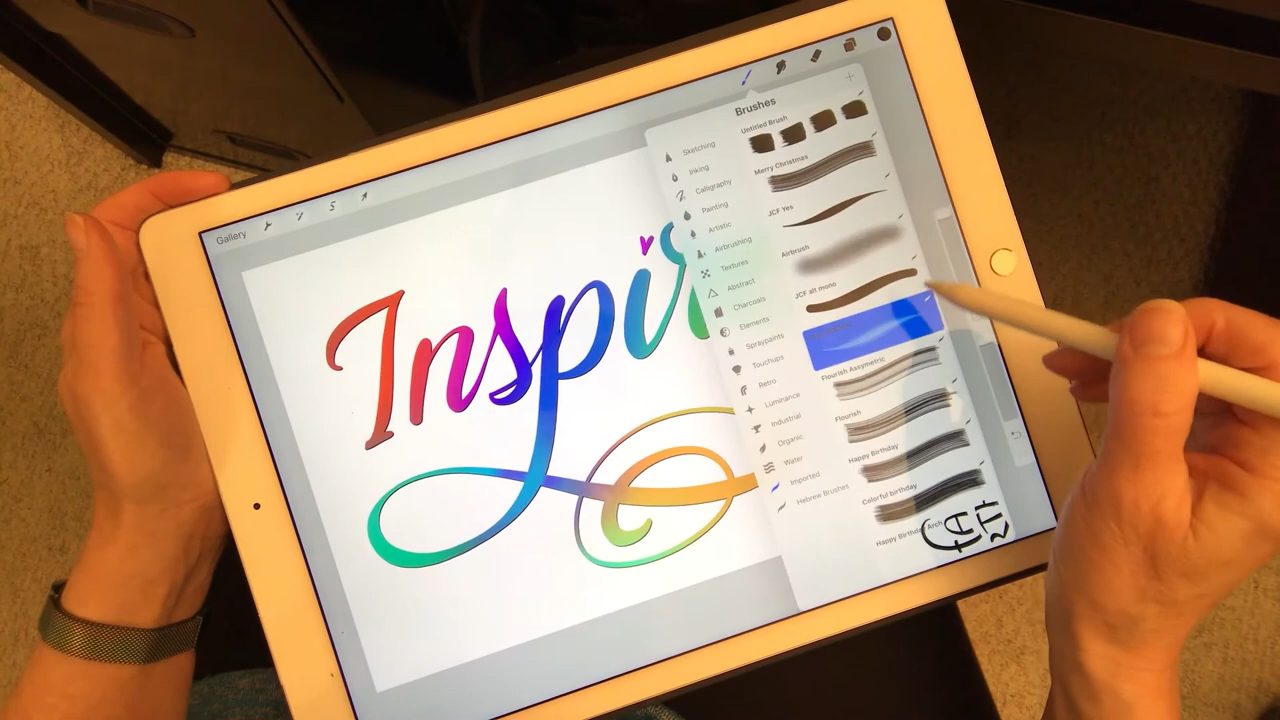 Gallery
Inspir
Brushes
Sketching
Inking
Calligraphy
Painting
Artistic
Airbrushing
Textures
Abstract
Charcoals
Elements
Spraypaints
Touchups
Retro
Luminance
Industrial
Organic
Water
Imported
Hebrew Brushes
Untitled Brush
Merry Christmas
JCF Yes
Airbrush
JCF alt mono
Flourish Assymetric
Flourish
Happy Birthday
Colorful birthday
Happy Birthday Arch